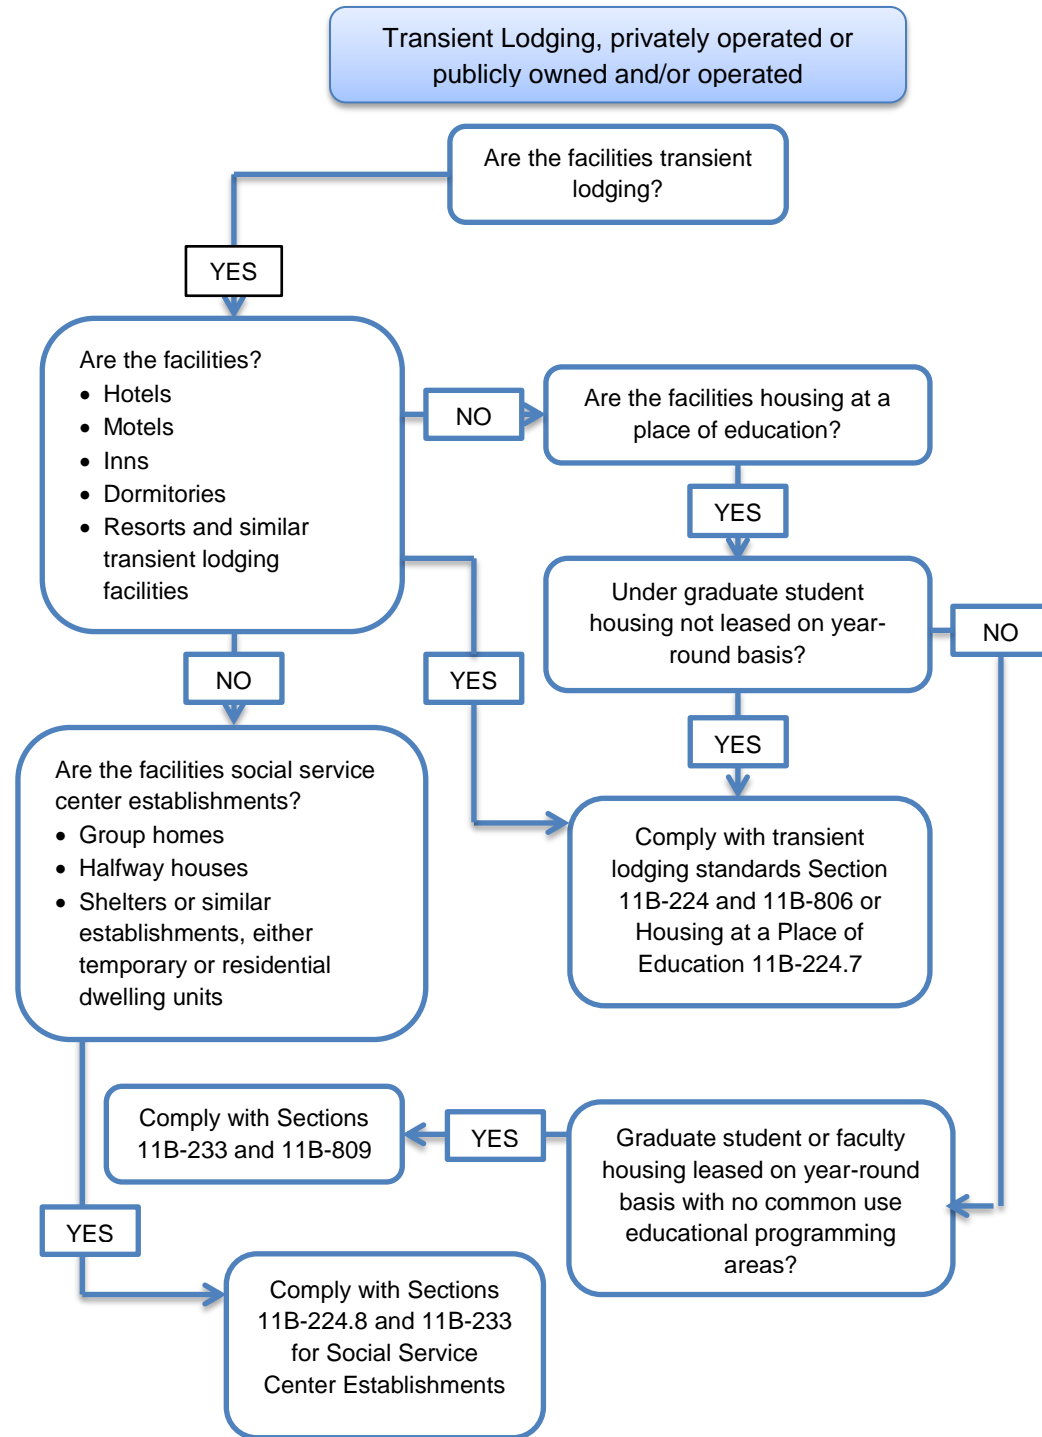 Transient Lodging, privately operated or
publicly owned and/or operated
Are the facilities transient
lodging?
YES
Are the facilities?
• Hotels
• Motels
• Inns
• Dormitories
• Resorts and similar
transient lodging
facilities
NO
Are the facilities housing at a
place of education?
YES
Under graduate student
housing not leased on year-
round basis?
NO
NO
YES
YES
Are the facilities social service
center establishments?
• Group homes
• Halfway houses
• Shelters or similar
establishments, either
temporary or residential
dwelling units
Comply with transient
lodging standards Section
11B-224 and 11B-806 or
Housing at a Place of
Education 11B-224.7
Comply with Sections
11B-233 and 11B-809
YES
Graduate student or faculty
housing leased on year-round
basis with no common use
educational programming
areas?
YES
Comply with Sections
11B-224.8 and 11B-233
for Social Service
Center Establishments